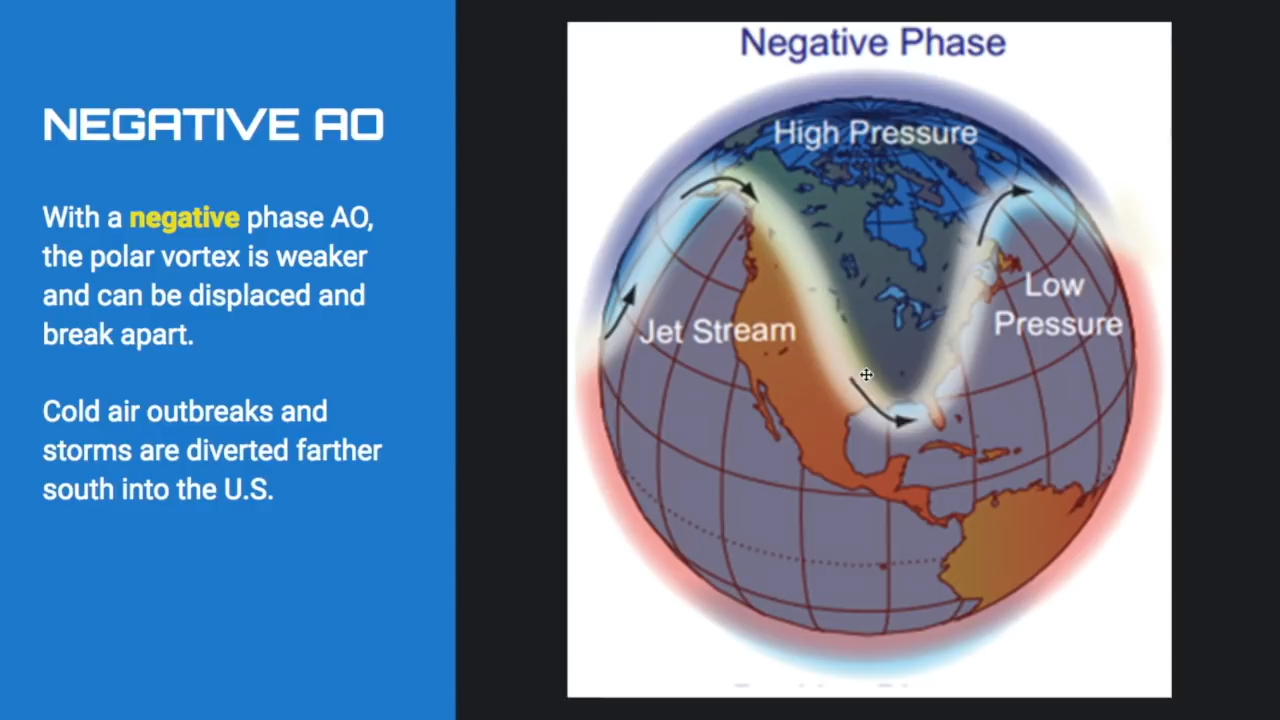 NEGATIVE AO
With a negative phase AO,
the polar vortex is weaker
and can be displaced and
break apart.
Cold air outbreaks and
storms are diverted farther
south into the U.S.
Negative Phase
High Pressure
Jet Stream
Low
Pressure